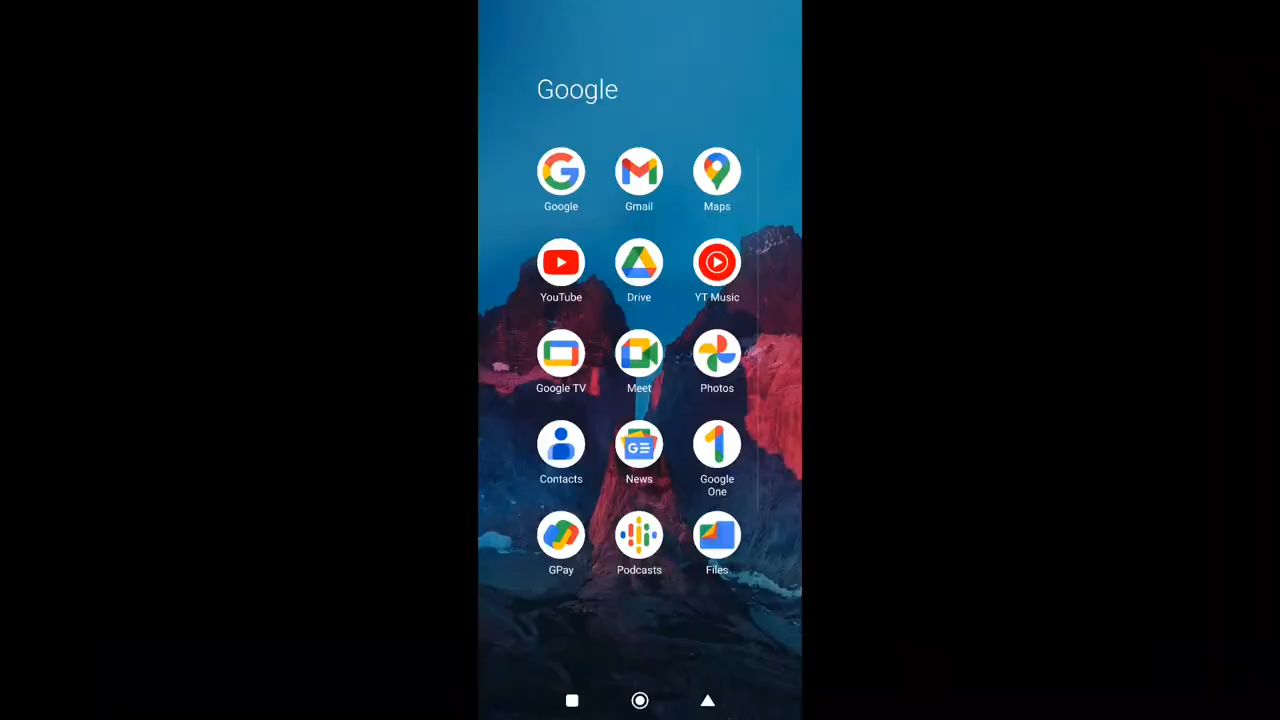 Google
Google Gmail Maps
YouTube Drive YT Music
Google TV Meet Photos
Contacts News Google One
GPay Podcasts Files